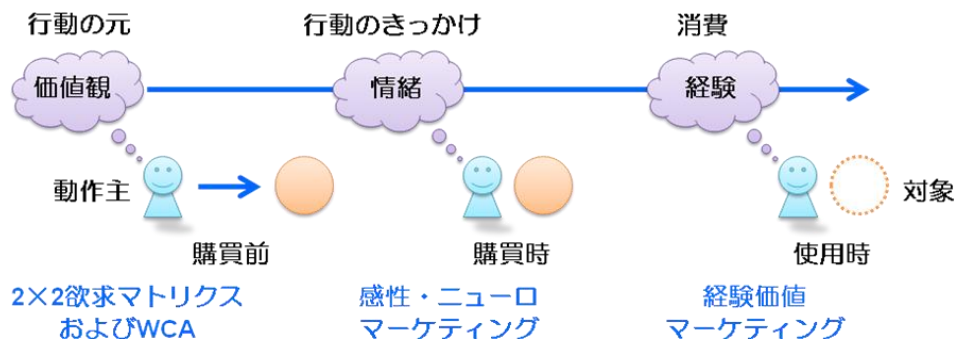 行動の元
行動のきっかけ
消費
価値観
情緒
経験
動作主
対象
購買前
購買時
使用時
2×2欲求マトリクス
およびWCA
感性・ニューロ
マーケティング
経験価値
マーケティング